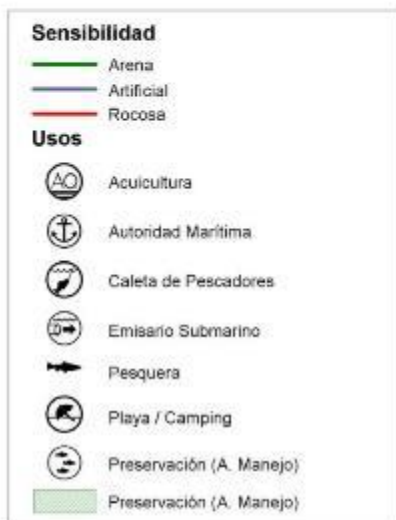 Sensibilidad
Arena
Artificial
Rocosa
Usos
AQ Acuicultura
Autoridad Marítima
Caleta de Pescadores
Emisario Submarino
Pesquera
Playa / Camping
Preservación (A. Manejo)
Preservación (A. Manejo)